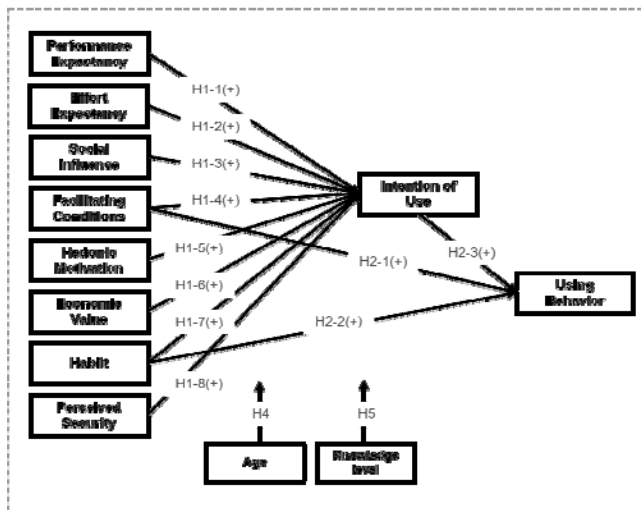 Performance
Expectancy
H1-1(+)
Effort
Expectancy
H1-2(+)
Social
Influence
H1-3(+)
Facilitating
Conditions
H1-4(+)
Intention of
Use
Hedonic
Motivation
H1-5(+)
H2-1(+)
H2-3(+)
Economic
Value
H1-6(+)
Using
Behavior
H1-7(+)
H2-2(+)
Habit
H1-8(+)
Perceived
Security
H4
H5
Age
Knowledge
level